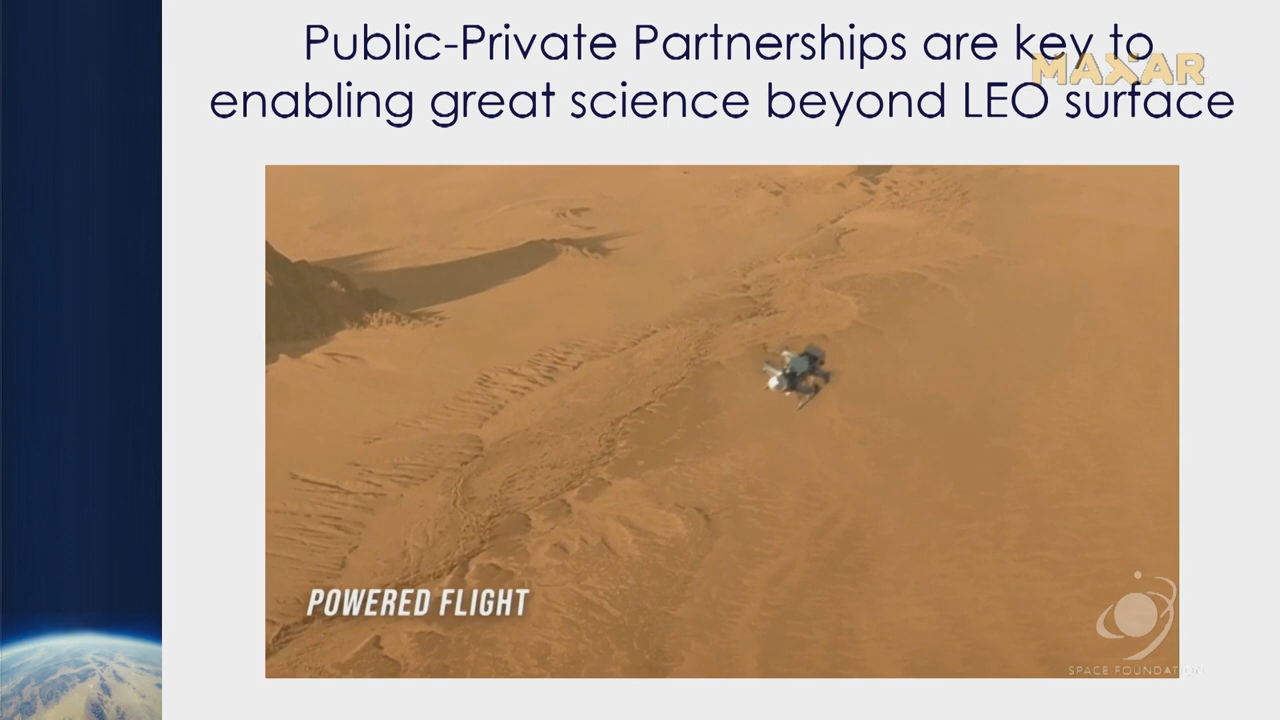 Public-Private Partnerships are key to
MAXAR
enabling great science beyond LEO surface
POWERED FLIGHT
SPACE FOUNDATION